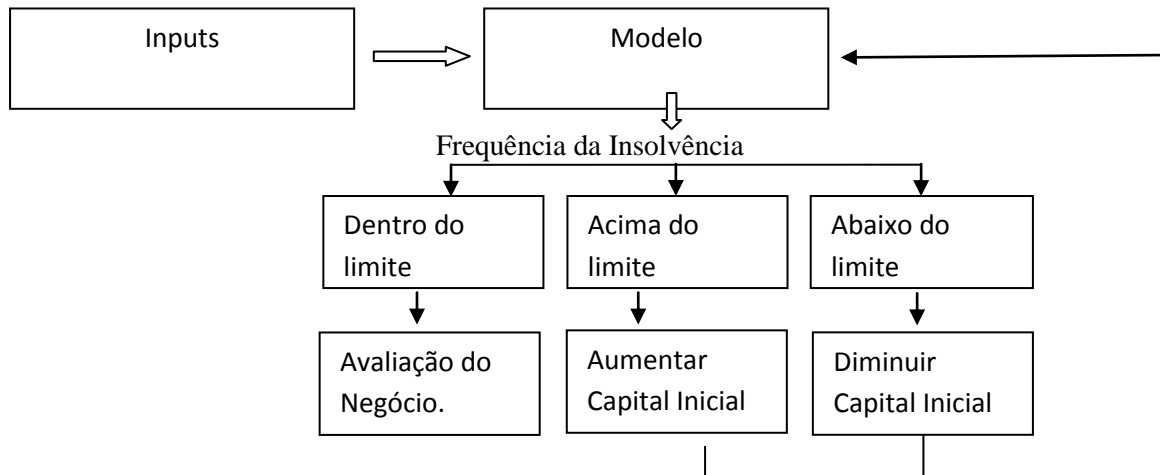 Inputs
Modelo
Frequência da Insolvência
Dentro do
limite
Acima do
limite
Abaixo do
limite
Avaliação do
Negócio.
Aumentar
Capital Inicial
Diminuir
Capital Inicial